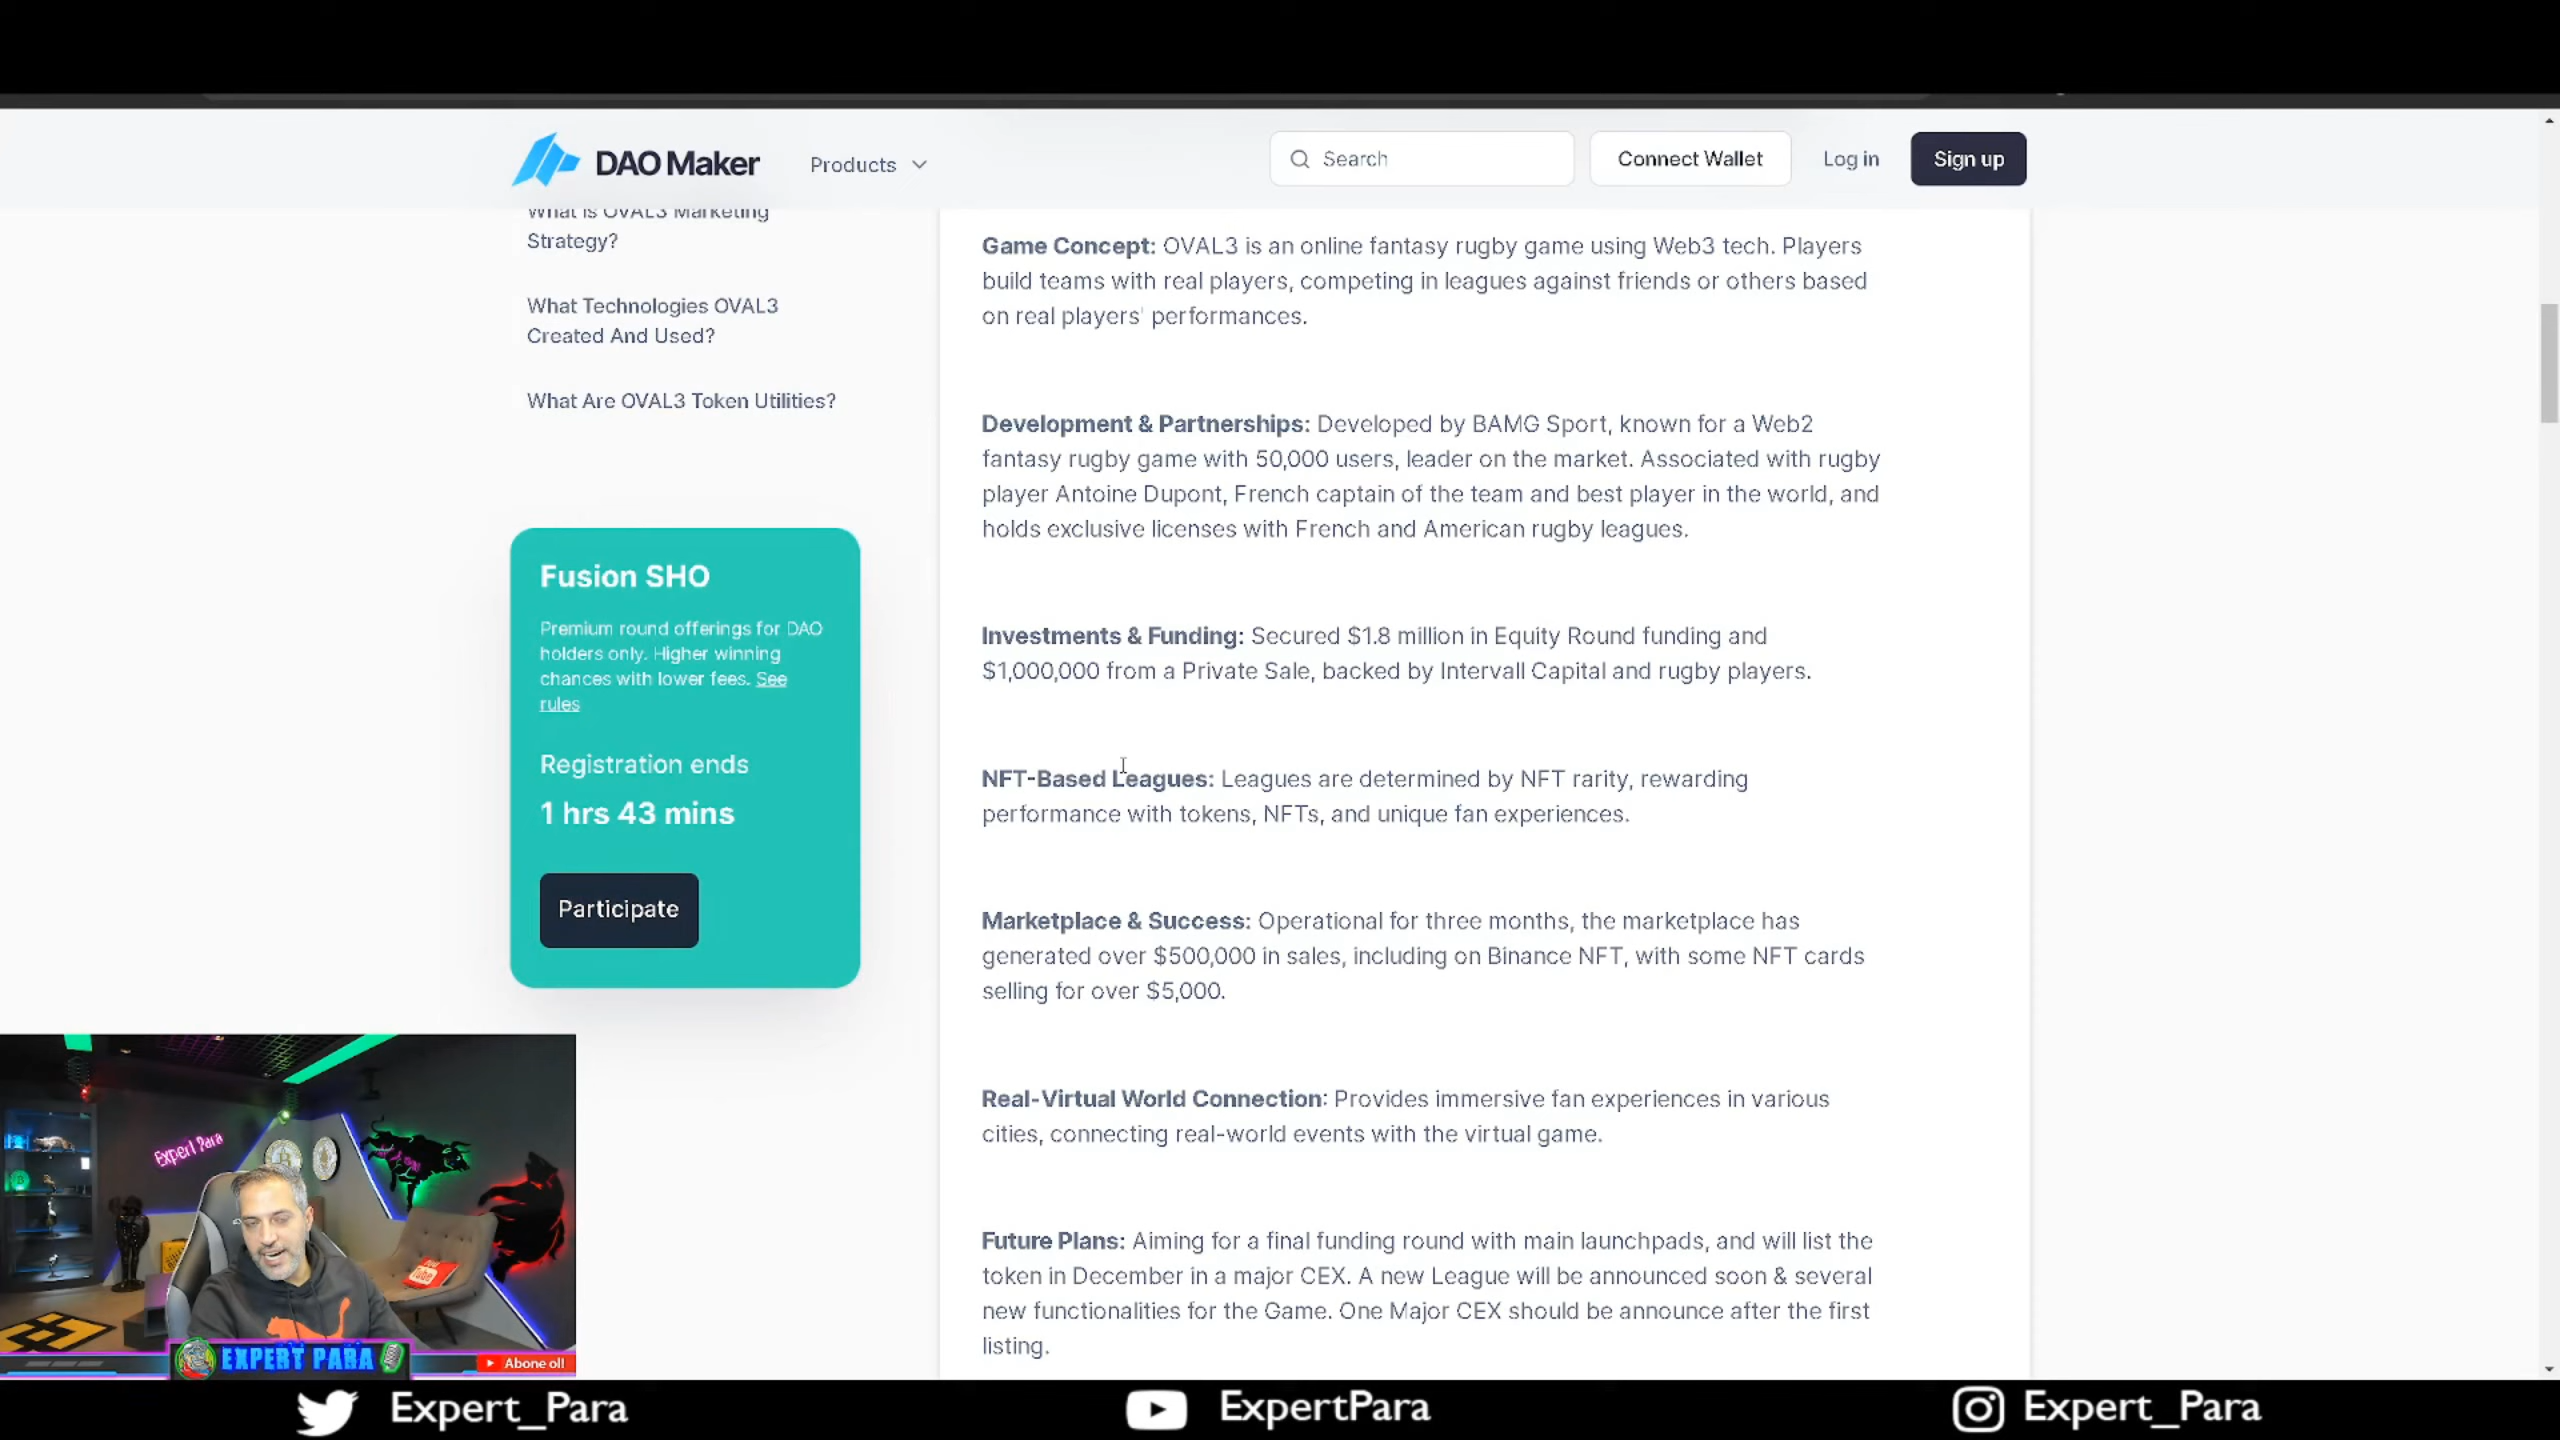 DAO Maker
Products
Search
Connect Wallet
Log in
Sign up
What is OVAL3 Marketing
Strategy?
What Technologies OVAL3
Created And Used?
What Are OVAL3 Token Utilities?
Fusion SHO
Premium round offerings for DAO
holders only. Higher winning
chances with lower fees. See
rules
Registration ends
1 hrs 43 mins
Participate
Game Concept: OVAL3 is an online fantasy rugby game using Web3 tech. Players
build teams with real players, competing in leagues against friends or others based
on real players' performances.
Development & Partnerships: Developed by BAMG Sport, known for a Web2
fantasy rugby game with 50,000 users, leader on the market. Associated with rugby
player Antoine Dupont, French captain of the team and best player in the world, and
holds exclusive licenses with French and American rugby leagues.
Investments & Funding: Secured $1.8 million in Equity Round funding and
$1,000,000 from a Private Sale, backed by Intervall Capital and rugby players.
NFT-Based Leagues: Leagues are determined by NFT rarity, rewarding
performance with tokens, NFTs, and unique fan experiences.
Marketplace & Success: Operational for three months, the marketplace has
generated over $500,000 in sales, including on Binance NFT, with some NFT cards
selling for over $5,000.
Real-Virtual World Connection: Provides immersive fan experiences in various
cities, connecting real-world events with the virtual game.
Future Plans: Aiming for a final funding round with main launchpads, and will list the
token in December in a major CEX. A new League will be announced soon & several
new functionalities for the Game. One Major CEX should be announce after the first
listing.
Expert Para
EXPERT PARA
Abone ol!
Expert_Para
ExpertPara
Expert_Para